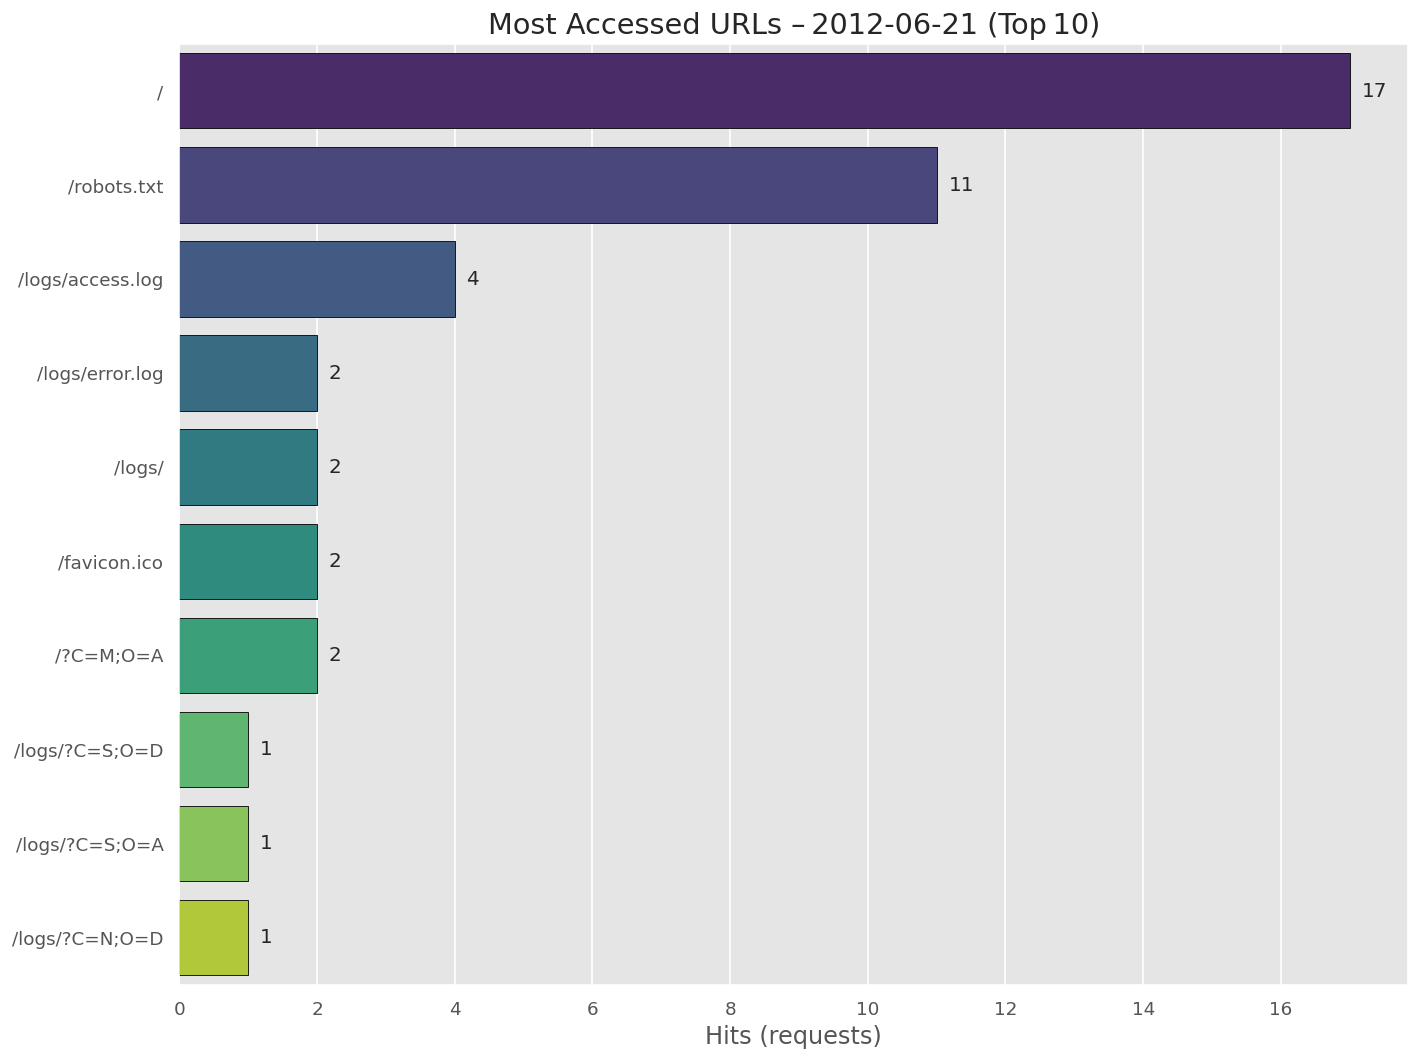 Most Accessed URLs – 2012-06-21 (Top 10)
/
17
/robots.txt
11
/logs/access.log
4
/logs/error.log
2
/logs/
2
/favicon.ico
2
/?C=M;O=A
2
/logs/?C=S;O=D
1
/logs/?C=S;O=A
1
/logs/?C=N;O=D
1
0 2 4 6 8 10 12 14 16
Hits (requests)